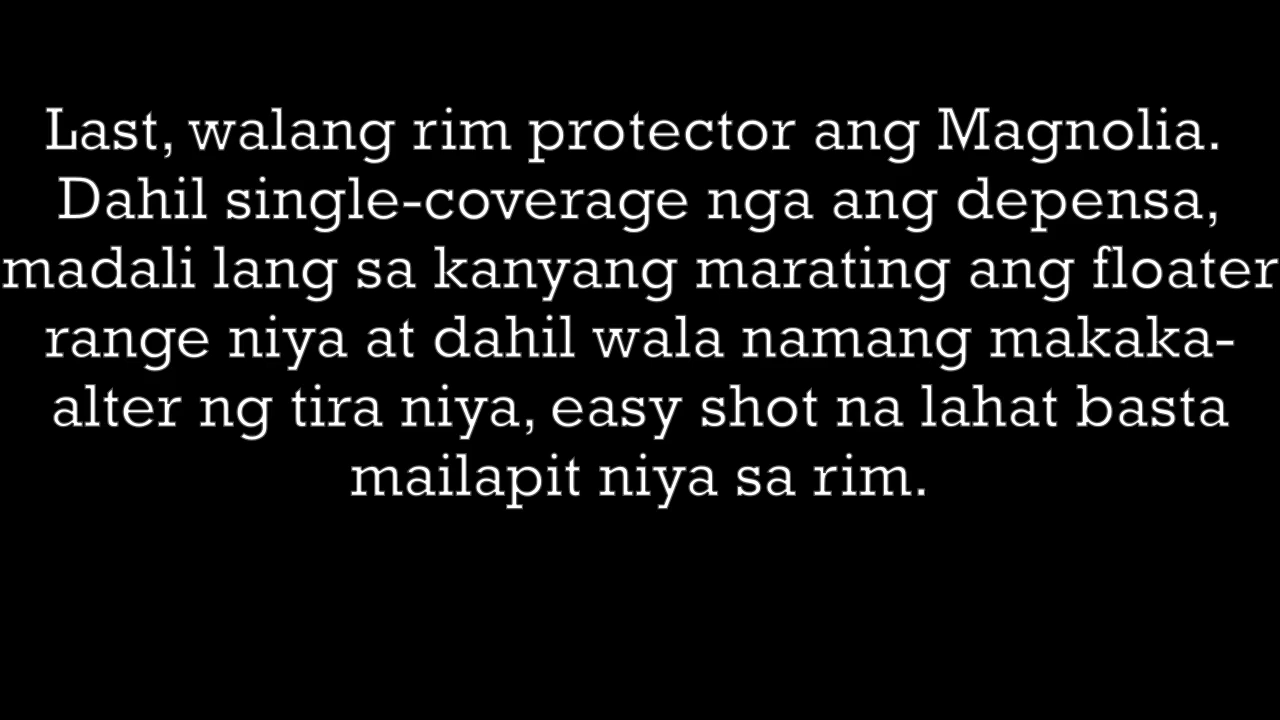 Last, walang rim protector ang Magnolia.
Dahil single-coverage nga ang depensa,
madali lang sa kanyang marating ang floater
range niya at dahil wala namang makaka-
alter ng tira niya, easy shot na lahat basta
mailapit niya sa rim.